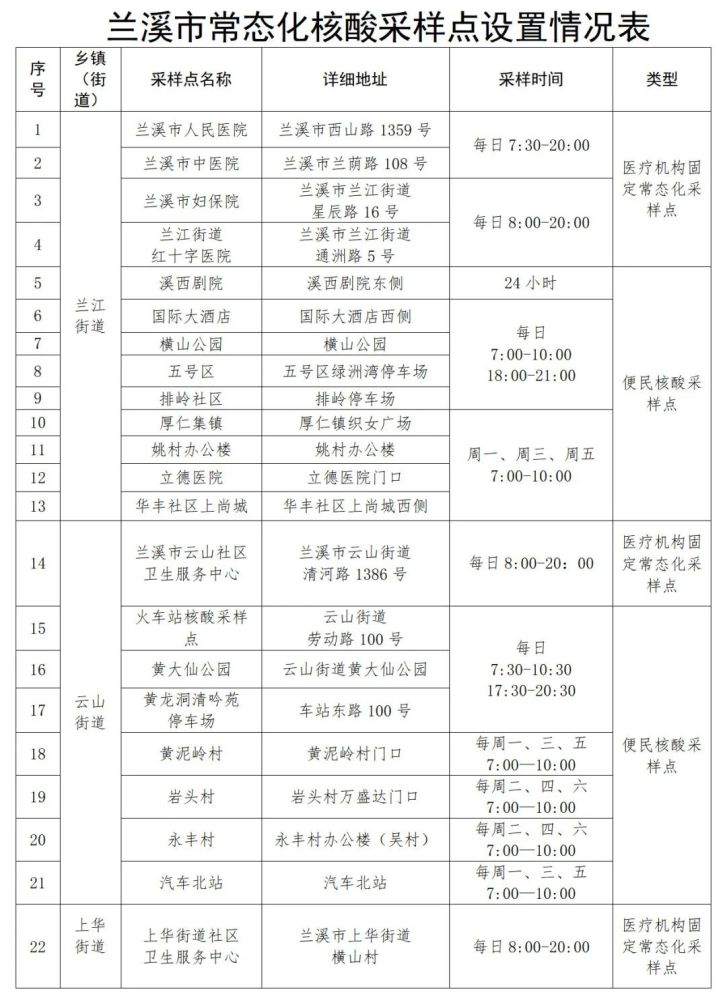 兰溪市常态化核酸采样点设置情况表
序号 乡镇（街道） 采样点名称 详细地址 采样时间 类型
1 兰江街道 兰溪市人民医院 兰溪市西山路 1359 号 每日 7:30-20:00 医疗机构固定常态化采样点
2 兰溪市中医院 兰溪市兰荫路 108 号
3 兰溪市妇保院 兰溪市兰江街道星辰路 16 号 每日 8:00-20:00
4 兰江街道红十字医院 兰溪市兰江街道通洲路 5 号
5 溪西剧院 溪西剧院东侧 24 小时 便民核酸采样点
6 国际大酒店 国际大酒店西侧 每日 7:00-10:00 18:00-21:00
7 横山公园 横山公园
8 五号区 五号区绿洲湾停车场
9 排岭社区 排岭停车场
10 厚仁集镇 厚仁镇织女广场 周一、周三、周五 7:00-10:00
11 姚村办公楼 姚村办公楼
12 立德医院 立德医院门口
13 华丰社区上尚城 华丰社区上尚城西侧
14 云山街道 兰溪市云山社区卫生服务中心 兰溪市云山街道清河路 1386 号 每日 8:00-20：00 医疗机构固定常态化采样点
15 火车站核酸采样点 云山街道劳动路 100 号 每日 7:30-10:30 17:30-20:30 便民核酸采样点
16 黄大仙公园 云山街道黄大仙公园
17 黄龙洞清吟苑停车场 车站东路 100 号
18 黄泥岭村 黄泥岭村门口 每周一、三、五 7:00—10:00
19 岩头村 岩头村万盛达门口 每周二、四、六 7:00—10:00
20 永丰村 永丰村办公楼（吴村） 每周二、四、六 7:00—10:00
21 汽车北站 汽车北站 每周一、三、五 7:00—10:00
22 上华街道 上华街道社区卫生服务中心 兰溪市上华街道横山村 每日 8:00-20:00 医疗机构固定常态化采样点